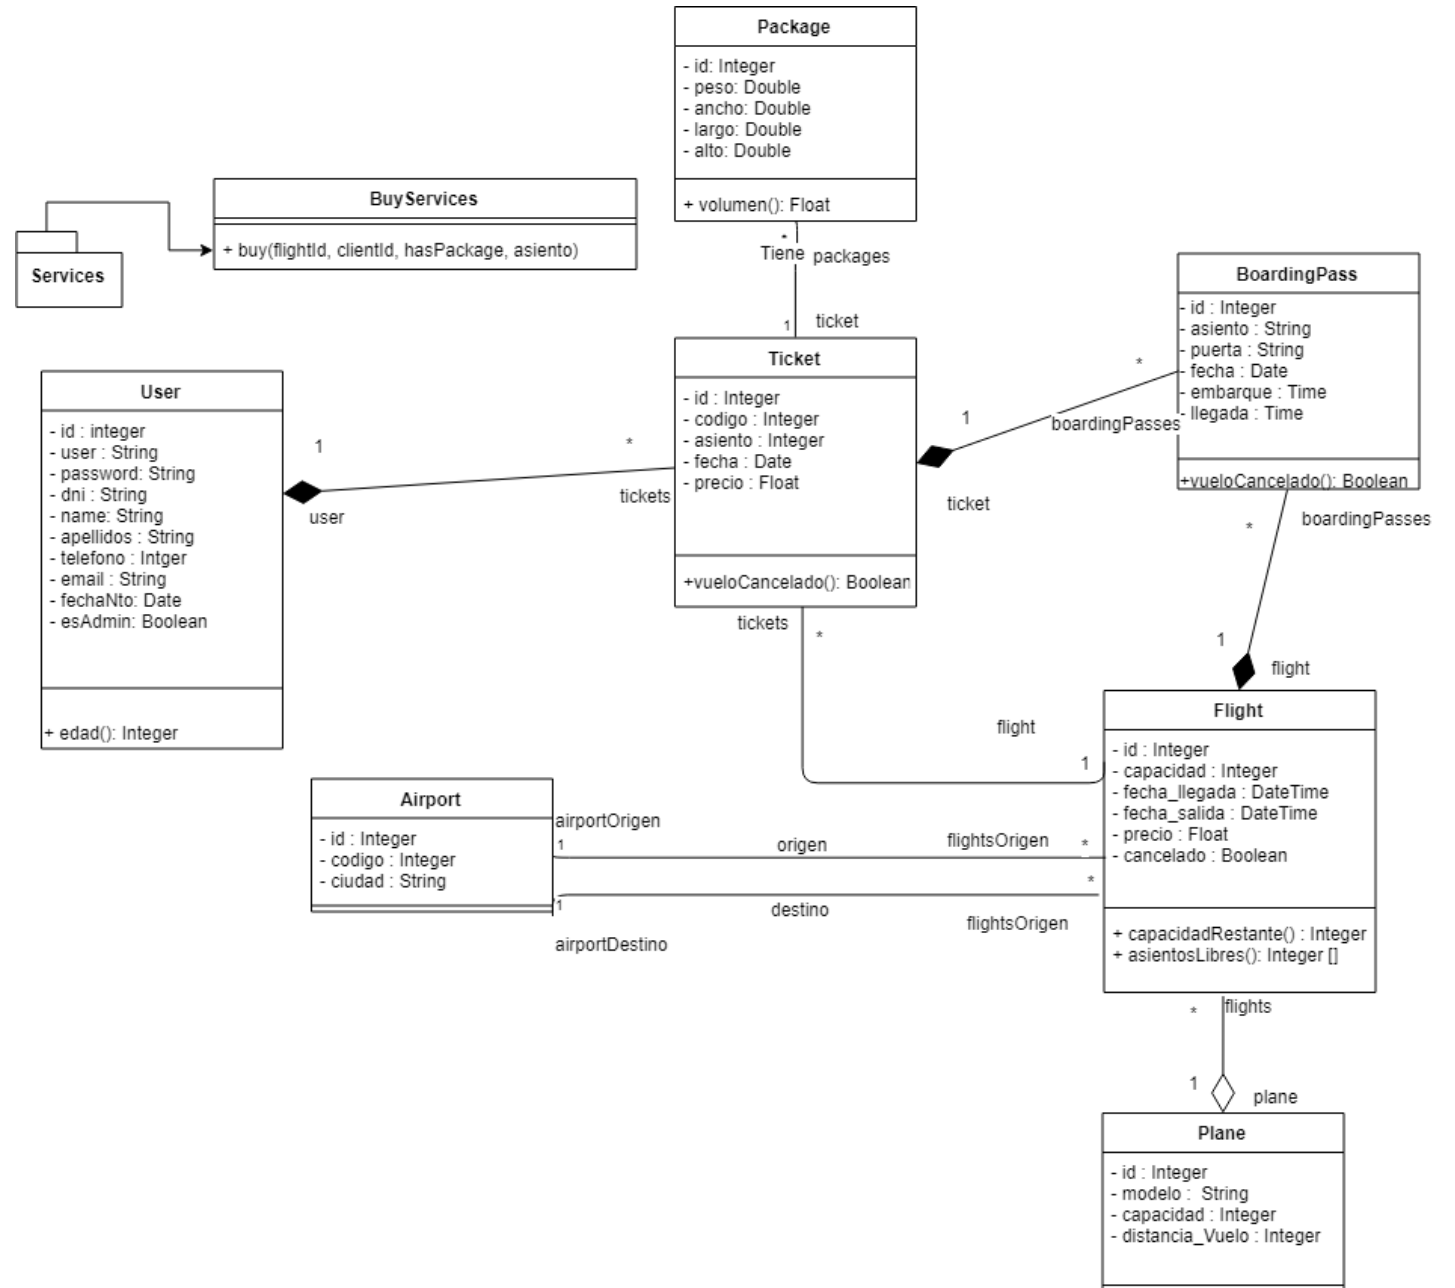 Package
- id: Integer
- peso: Double
- ancho: Double
- largo: Double
- alto: Double
+ volumen(): Float
*
Tiene
packages
1
ticket
BuyServices
+ buy(flightId, clientId, hasPackage, asiento)
Services
BoardingPass
- id : Integer
- asiento : String
- puerta : String
- fecha : Date
- embarque : Time
- llegada : Time
+vueloCancelado(): Boolean
Ticket
- id : Integer
- codigo : Integer
- asiento : Integer
- fecha : Date
- precio : Float
+vueloCancelado(): Boolean
User
- id : integer
- user : String
- password: String
- dni : String
- name: String
- apellidos : String
- telefono : Intger
- email : String
- fechaNto: Date
- esAdmin: Boolean
+ edad(): Integer
1
*
user
tickets
1
*
boardingPasses
ticket
*
boardingPasses
1
flight
tickets
*
flight
1
Flight
- id : Integer
- capacidad : Integer
- fecha_llegada : DateTime
- fecha_salida : DateTime
- precio : Float
- cancelado : Boolean
+ capacidadRestante() : Integer
+ asientosLibres(): Integer []
Airport
- id : Integer
- codigo : Integer
- ciudad : String
airportOrigen
1
origen
flightsOrigen
*
1
destino
*
flightsOrigen
airportDestino
*
flights
1
plane
Plane
- id : Integer
- modelo :  String
- capacidad : Integer
- distancia_Vuelo : Integer